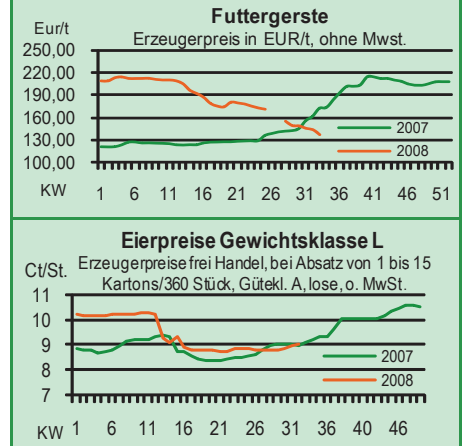 Futtergerste
Eur/t Erzeugerpreis in EUR/t, ohne Mwst.
250,00
220,00
190,00
160,00
130,00
100,00
2007
2008
KW 1 6 11 16 21 26 31 36 41 46 51
Eierpreise Gewichtsklasse L
Ct/St. Erzeugerpreise frei Handel, bei Absatz von 1 bis 15
Kartons/360 Stück, Gütekl. A, lose, o. MwSt.
11
10
9
8
7
2007
2008
KW 1 6 11 16 21 26 31 36 40 46